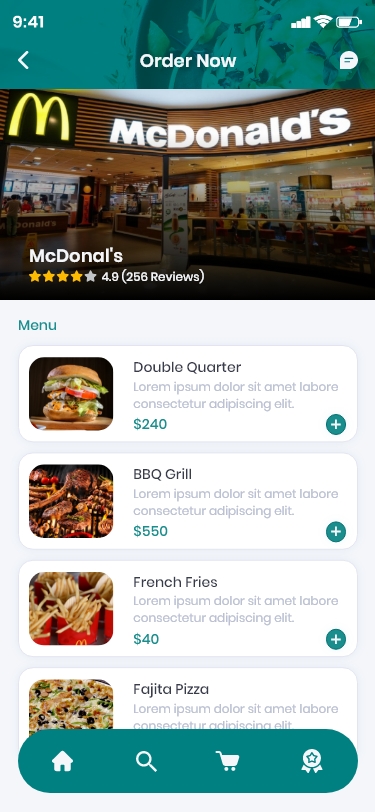 9:41
Order Now
McDonald's
McDonal's
4.9 (256 Reviews)
Menu
Double Quarter
Lorem ipsum dolor sit amet labore
consectetur adipiscing elit.
$240
BBQ Grill
Lorem ipsum dolor sit amet labore
consectetur adipiscing elit.
$550
French Fries
Lorem ipsum dolor sit amet labore
consectetur adipiscing elit.
$40
Fajita Pizza
Lorem ipsum dolor sit amet labore
consectetur adipiscing elit.